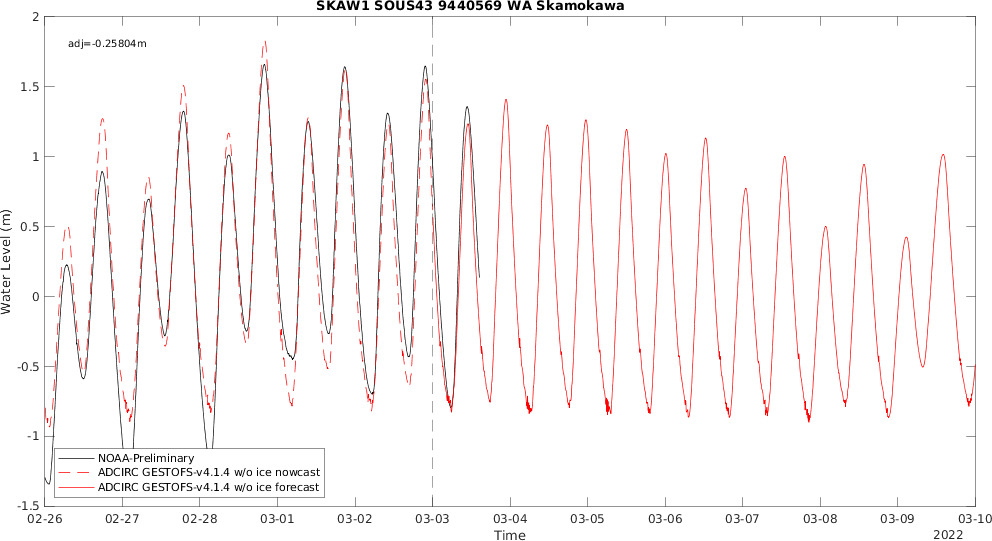 SKAW1 SOUS43 9440569 WA Skamokawa
adj=-0.25804m
2
1.5
1
0.5
0
-0.5
-1
-1.5
Water Level (m)
NOAA-Preliminary
ADCIRC GESTOFS-v4.1.4 w/o ice nowcast
ADCIRC GESTOFS-v4.1.4 w/o ice forecast
02-26 02-27 02-28 03-01 03-02 03-03 03-04 03-05 03-06 03-07 03-08 03-09 03-10
Time
2022